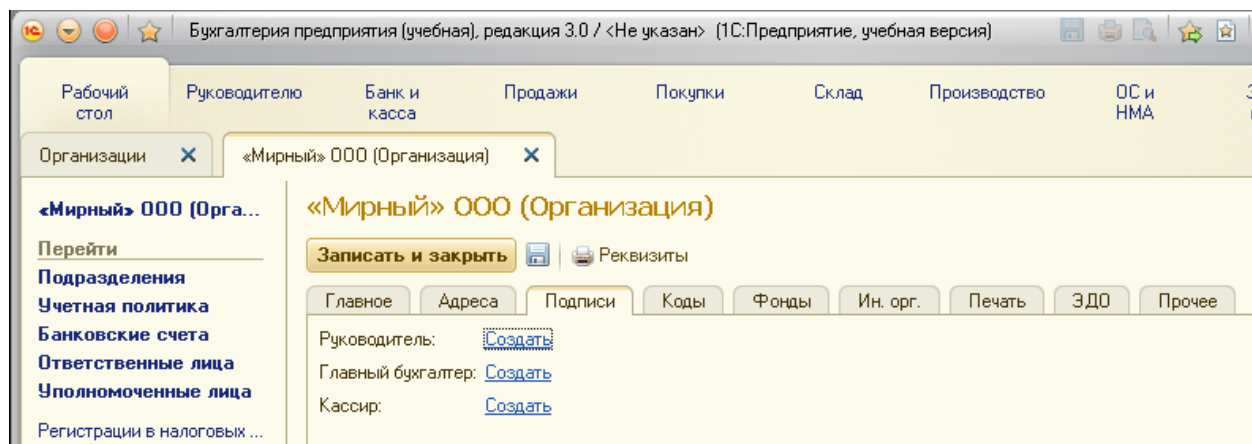 1С Бухгалтерия предприятия (учебная), редакция 3.0 / <Не указан> (1С:Предприятие, учебная версия)
Рабочий стол Руководителю Банк и касса Продажи Покупки Склад Производство ОС и НМА
Организации «Мирный» ООО (Организация)
«Мирный» ООО (Орга...
Перейти
Подразделения
Учетная политика
Банковские счета
Ответственные лица
Уполномоченные лица
Регистрации в налоговых ...
«Мирный» ООО (Организация)
Записать и закрыть Реквизиты
Главное Адреса Подписи Коды Фонды Ин. орг. Печать ЭДО Прочее
Руководитель: Создать
Главный бухгалтер: Создать
Кассир: Создать